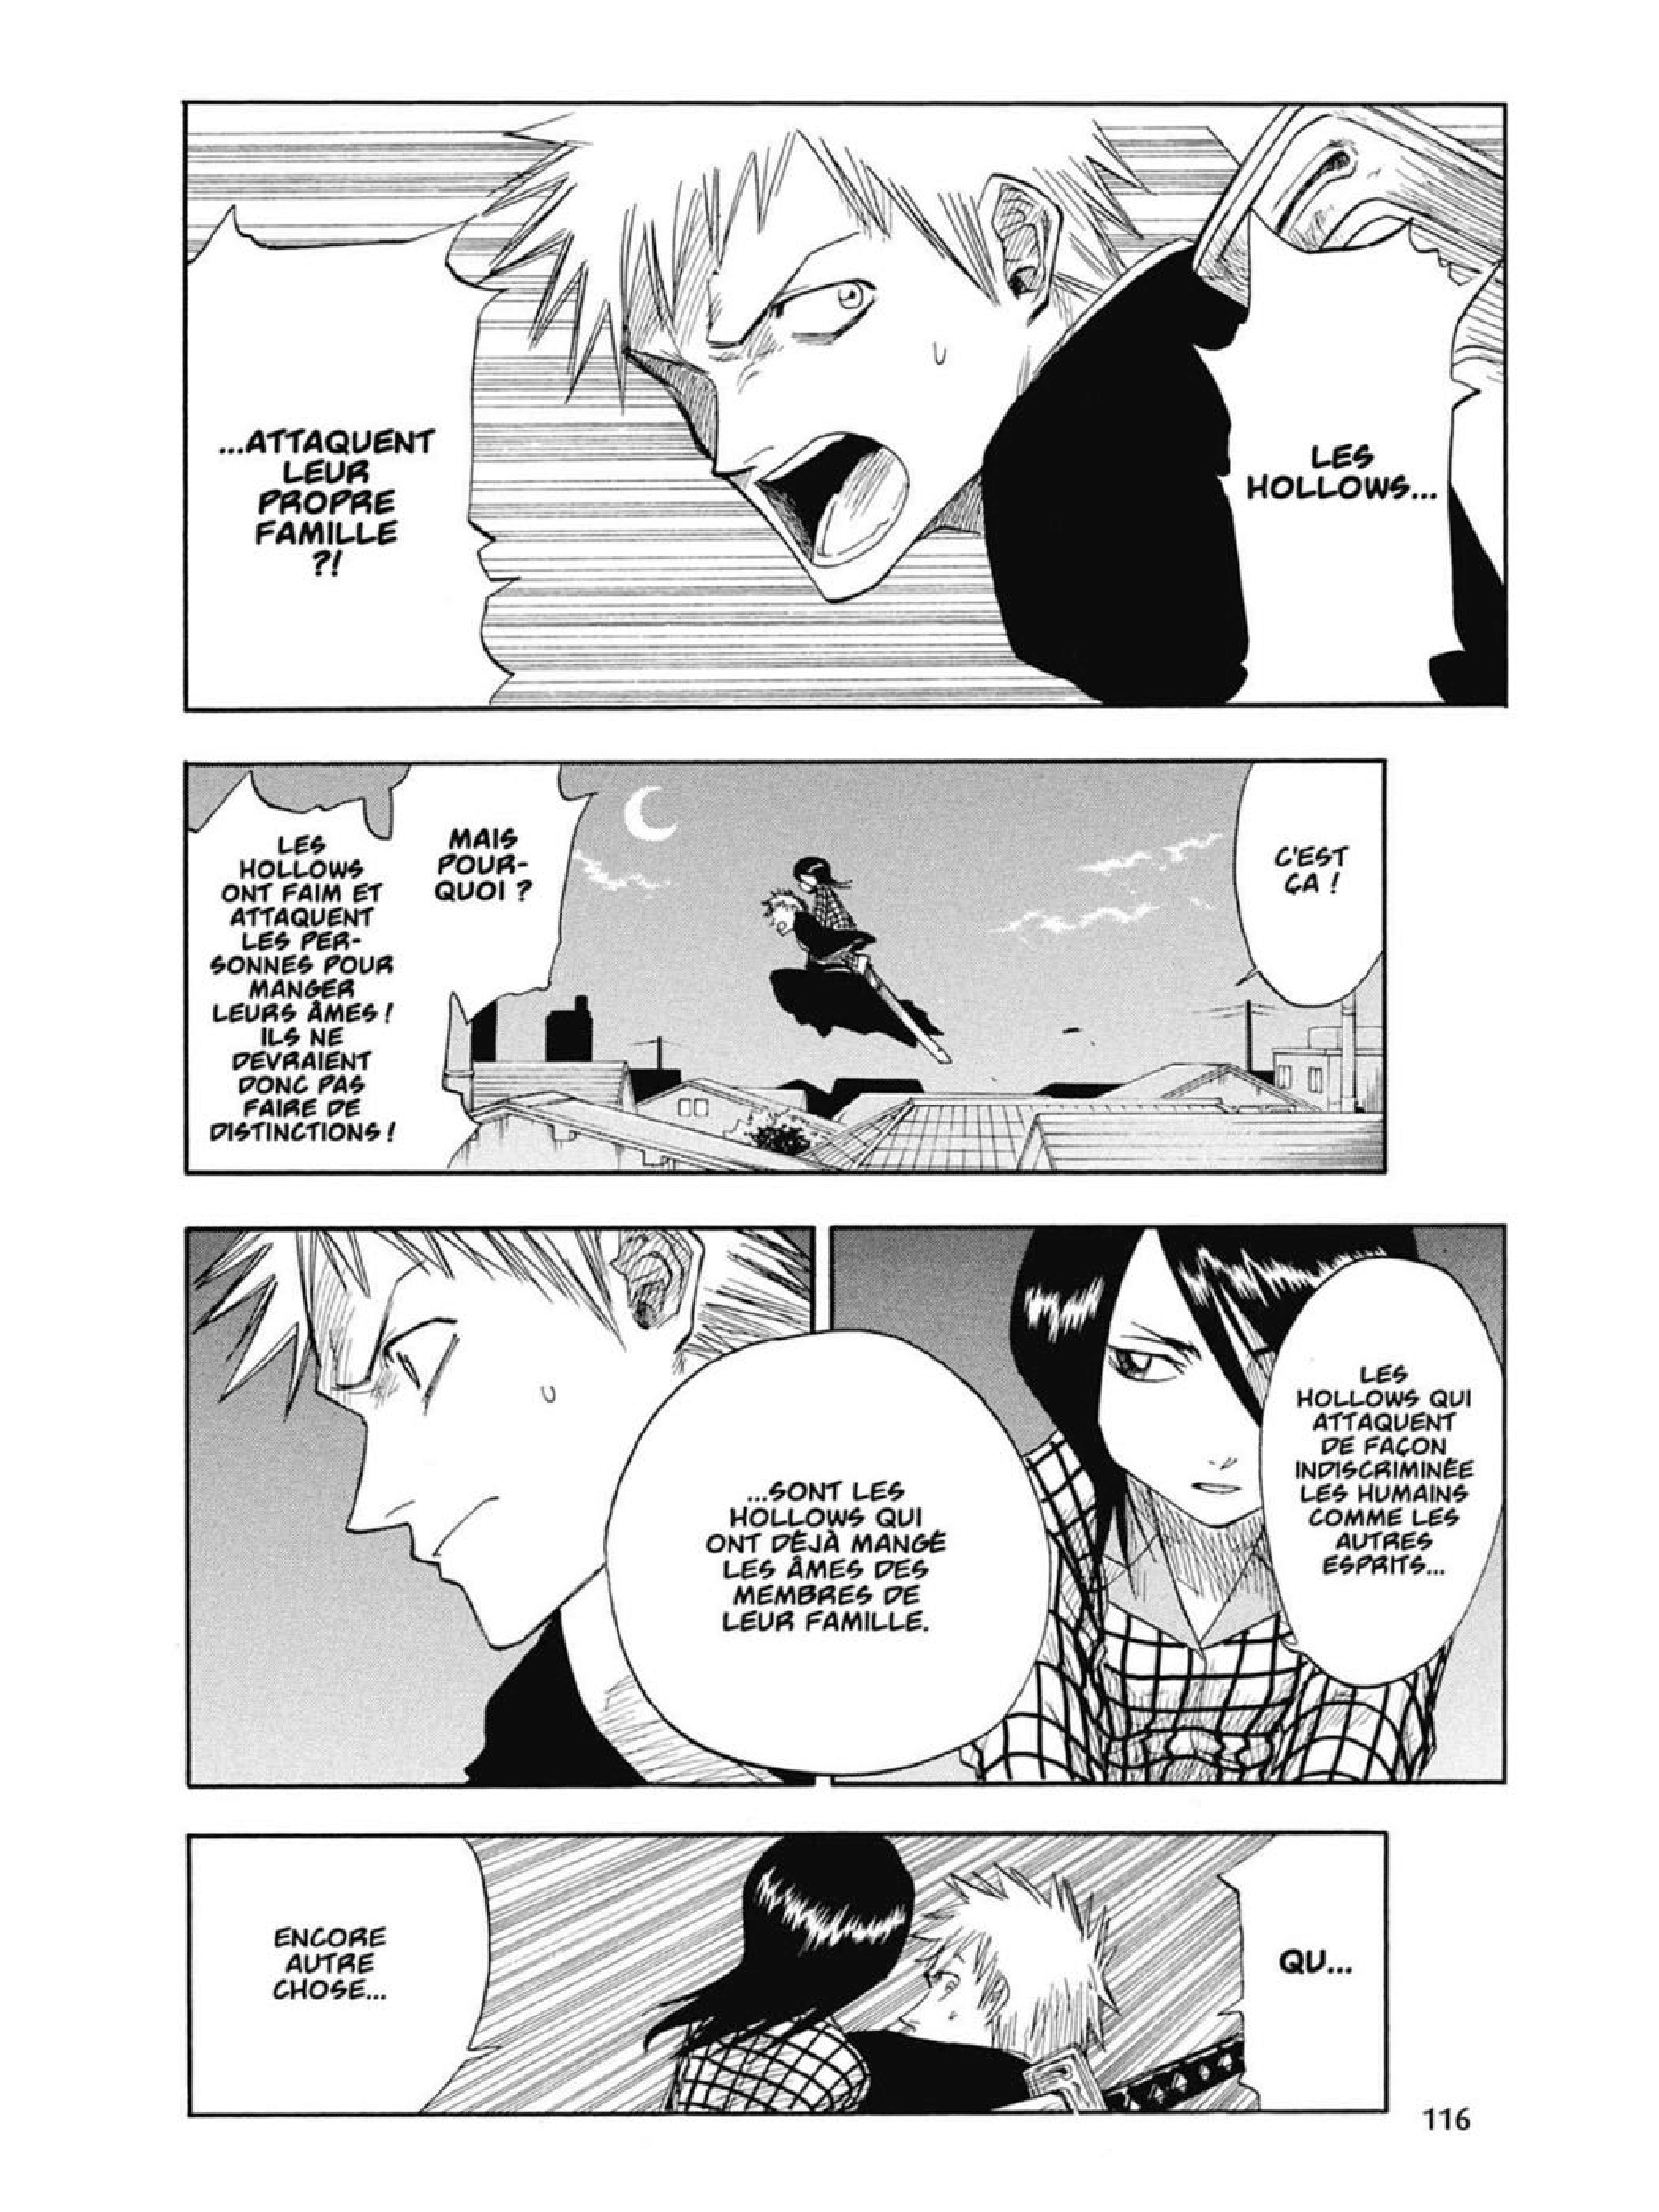 LES
HOLLOWS...
...ATTAQUENT
LEUR
PROPRE
FAMILLE
?!
C'EST
ÇA !
MAIS
POUR-
QUOI ?
LES
HOLLOWS
ONT FAIM ET
ATTAQUENT
LES PER-
SONNES POUR
MANGER
LEURS ÂMES !
ILS NE
DEVRAIENT
DONC PAS
FAIRE DE
DISTINCTIONS !
LES
HOLLOWS QUI
ATTAQUENT
DE FAÇON
INDISCRIMINÉE
LES HUMAINS
COMME LES
AUTRES
ESPRITS...
...SONT LES
HOLLOWS QUI
ONT DÉJÀ MANGÉ
LES ÂMES DES
MEMBRES DE
LEUR FAMILLE.
QU...
ENCORE
AUTRE
CHOSE...
116